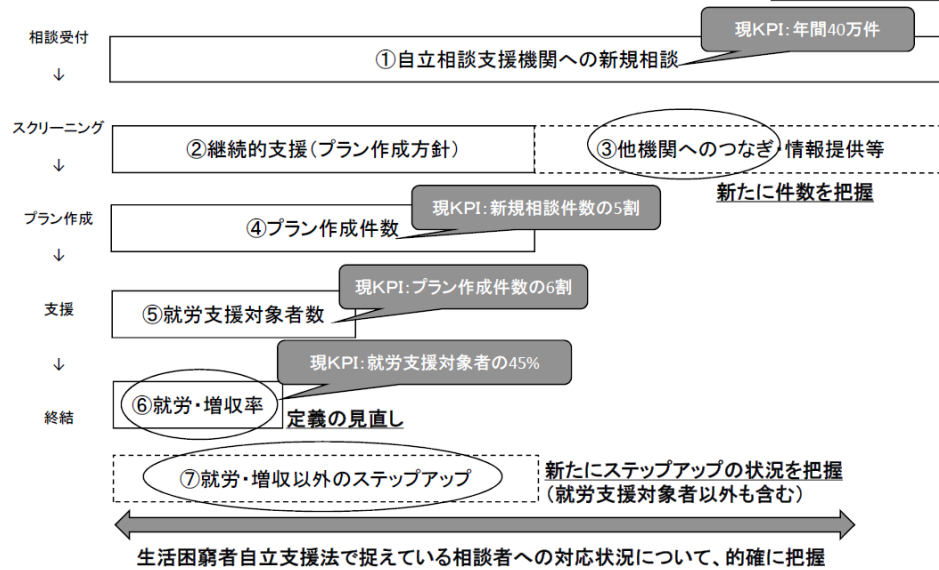 相談受付
↓
スクリーニング
↓
プラン作成
↓
支援
↓
終結
現KPI:年間40万件
①自立相談支援機関への新規相談
②継続的支援(プラン作成方針)
③他機関へのつなぎ・情報提供等
新たに件数を把握
現KPI:新規相談件数の5割
④プラン作成件数
現KPI:プラン作成件数の6割
⑤就労支援対象者数
現KPI:就労支援対象者の45%
⑥就労・増収率
定義の見直し
⑦就労・増収以外のステップアップ
新たにステップアップの状況を把握
(就労支援対象者以外も含む)
生活困窮者自立支援法で捉えている相談者への対応状況について、的確に把握